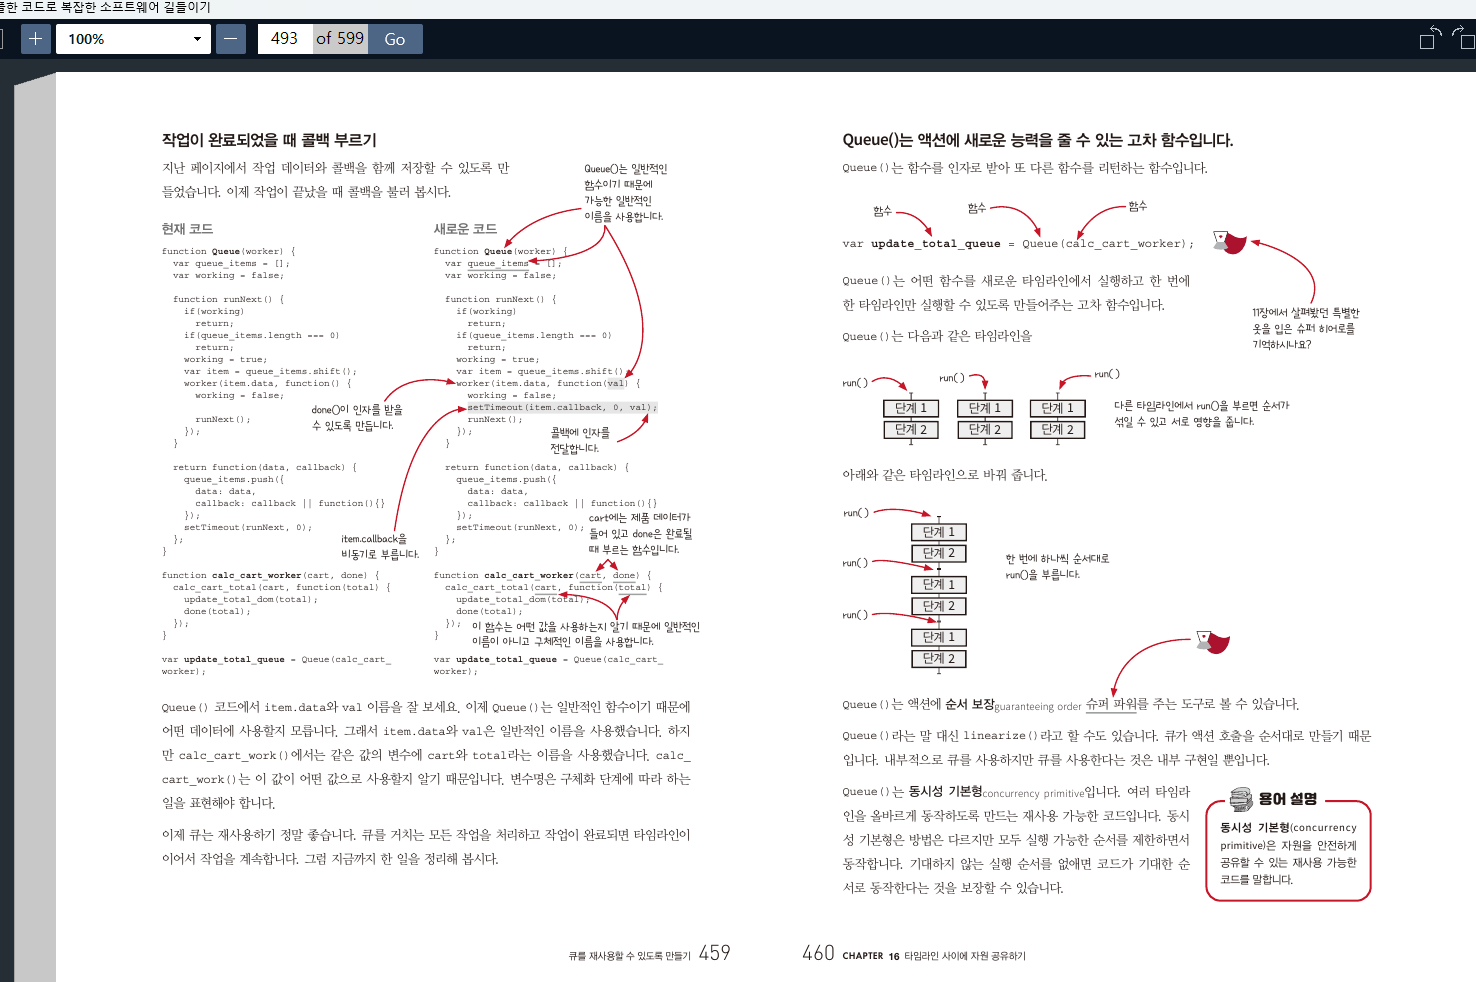 순한 코드로 복잡한 소프트웨어 길들이기
+ 100% − 493 of 599 Go
작업이 완료되었을 때 콜백 부르기
지난 페이지에서 작업 데이터와 콜백을 함께 저장할 수 있도록 만
들었습니다. 이제 작업이 끝났을 때 콜백을 불러 봅시다.
Queue()는 일반적인
함수이기 때문에
가능한 일반적인
이름을 사용합니다.
현재 코드
function Queue(worker) {
var queue_items = [];
var working = false;
function runNext() {
if(working)
return;
if(queue_items.length === 0)
return;
working = true;
var item = queue_items.shift();
worker(item.data, function() {
working = false;
runNext();
});
}
return function(data, callback) {
queue_items.push({
data: data,
callback: callback || function(){}
});
setTimeout(runNext, 0);
};
}
function calc_cart_worker(cart, done) {
calc_cart_total(cart, function(total) {
update_total_dom(total);
done(total);
});
}
var update_total_queue = Queue(calc_cart_
worker);
done()이 인자를 받을
수 있도록 만듭니다.
item.callback을
비동기로 부릅니다.
새로운 코드
function Queue(worker) {
var queue_items = [];
var working = false;
function runNext() {
if(working)
return;
if(queue_items.length === 0)
return;
working = true;
var item = queue_items.shift();
worker(item.data, function(val) {
working = false;
setTimeout(item.callback, 0, val);
runNext();
});
}
콜백에 인자를
전달합니다.
return function(data, callback) {
queue_items.push({
data: data,
callback: callback || function(){}
});
setTimeout(runNext, 0);
};
}
cart에는 제품 데이터가
들어 있고 done은 완료될
때 부르는 함수입니다.
function calc_cart_worker(cart, done) {
calc_cart_total(cart, function(total) {
update_total_dom(total);
done(total);
});
}
이 함수는 어떤 값을 사용하는지 알기 때문에 일반적인
이름이 아니고 구체적인 이름을 사용합니다.
var update_total_queue = Queue(calc_cart_
worker);
Queue() 코드에서 item.data와 val 이름을 잘 보세요. 이제 Queue()는 일반적인 함수이기 때문에
어떤 데이터에 사용할지 모릅니다. 그래서 item.data와 val은 일반적인 이름을 사용했습니다. 하지
만 calc_cart_work()에서는 같은 값의 변수에 cart와 total라는 이름을 사용했습니다. calc_
cart_work()는 이 값이 어떤 값으로 사용할지 알기 때문입니다. 변수명은 구체화 단계에 따라 하는
일을 표현해야 합니다.
이제 큐는 재사용하기 정말 좋습니다. 큐를 거치는 모든 작업을 처리하고 작업이 완료되면 타임라인이
이어서 작업을 계속합니다. 그럼 지금까지 한 일을 정리해 봅시다.
큐를 재사용할 수 있도록 만들기 459
Queue()는 액션에 새로운 능력을 줄 수 있는 고차 함수입니다.
Queue()는 함수를 인자로 받아 또 다른 함수를 리턴하는 함수입니다.
함수 함수 함수
var update_total_queue = Queue(calc_cart_worker);
Queue()는 어떤 함수를 새로운 타임라인에서 실행하고 한 번에
한 타임라인만 실행할 수 있도록 만들어주는 고차 함수입니다.
11장에서 살펴봤던 특별한
옷을 입은 슈퍼 히어로를
기억하시나요?
Queue()는 다음과 같은 타임라인을
run() run() run()
단계 1 단계 1 단계 1
단계 2 단계 2 단계 2
다른 타임라인에서 run()을 부르면 순서가
섞일 수 있고 서로 영향을 줍니다.
아래와 같은 타임라인으로 바꿔 줍니다.
run()
단계 1
단계 2
run()
단계 1
단계 2
run()
단계 1
단계 2
한 번에 하나씩 순서대로
run()을 부릅니다.
Queue()는 액션에 순서 보장guaranteeing order 슈퍼 파워를 주는 도구로 볼 수 있습니다.
Queue()라는 말 대신 linearize()라고 할 수도 있습니다. 큐가 액션 호출을 순서대로 만들기 때문
입니다. 내부적으로 큐를 사용하지만 큐를 사용한다는 것은 내부 구현일 뿐입니다.
Queue()는 동시성 기본형concurrency primitive입니다. 여러 타임라
인을 올바르게 동작하도록 만드는 재사용 가능한 코드입니다. 동시
성 기본형은 방법은 다르지만 모두 실행 가능한 순서를 제한하면서
동작합니다. 기대하지 않는 실행 순서를 없애면 코드가 기대한 순
서로 동작한다는 것을 보장할 수 있습니다.
용어 설명
동시성 기본형(concurrency
primitive)은 자원을 안전하게
공유할 수 있는 재사용 가능한
코드를 말합니다.
460 CHAPTER 16 타임라인 사이에 자원 공유하기